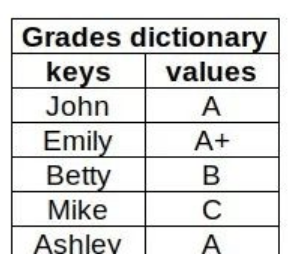 Grades dictionary
keys values
John A
Emily A+
Betty B
Mike C
Ashley A